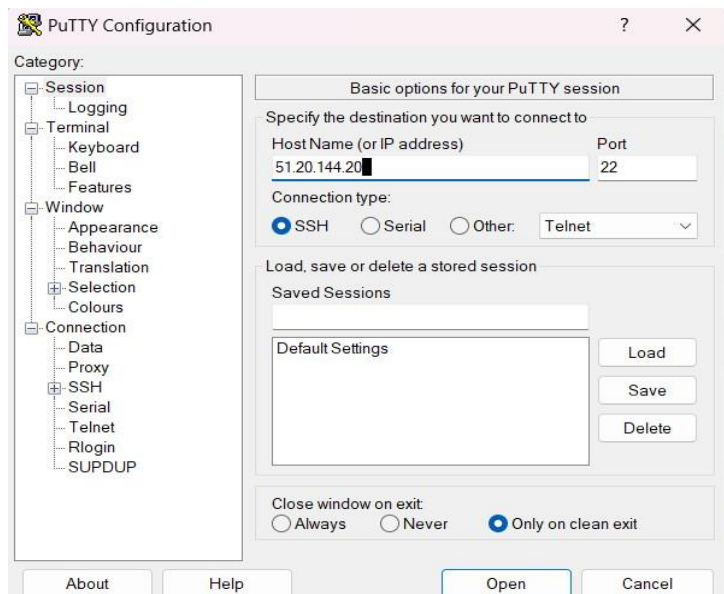 PuTTY Configuration
?
Category:
Session
Logging
Terminal
Keyboard
Bell
Features
Window
Appearance
Behaviour
Translation
Selection
Colours
Connection
Data
Proxy
SSH
Serial
Telnet
Rlogin
SUPDUP
Basic options for your PuTTY session
Specify the destination you want to connect to
Host Name (or IP address) Port
51.20.144.20 22
Connection type:
SSH Serial Other: Telnet
Load, save or delete a stored session
Saved Sessions
Default Settings
Load
Save
Delete
Close window on exit:
Always Never Only on clean exit
About Help Open Cancel